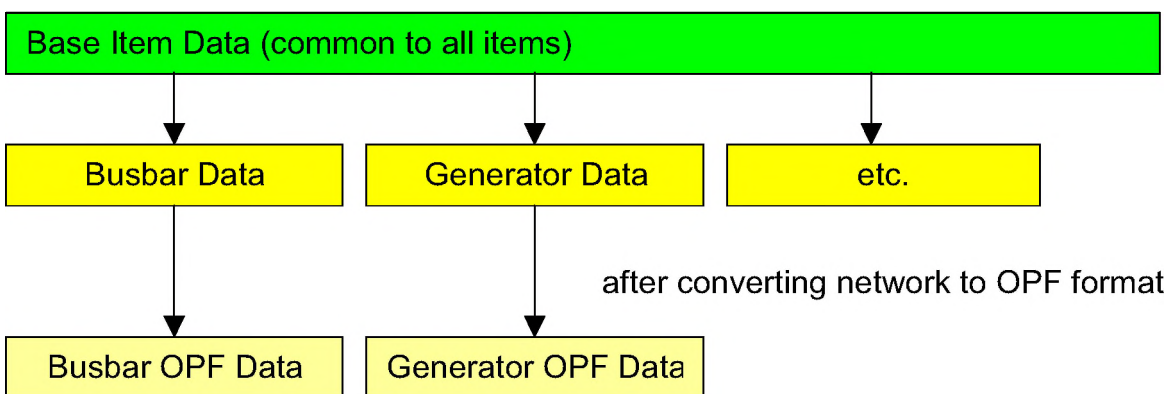 Base Item Data (common to all items)
Busbar Data
Generator Data
etc.
after converting network to OPF format
Busbar OPF Data
Generator OPF Data